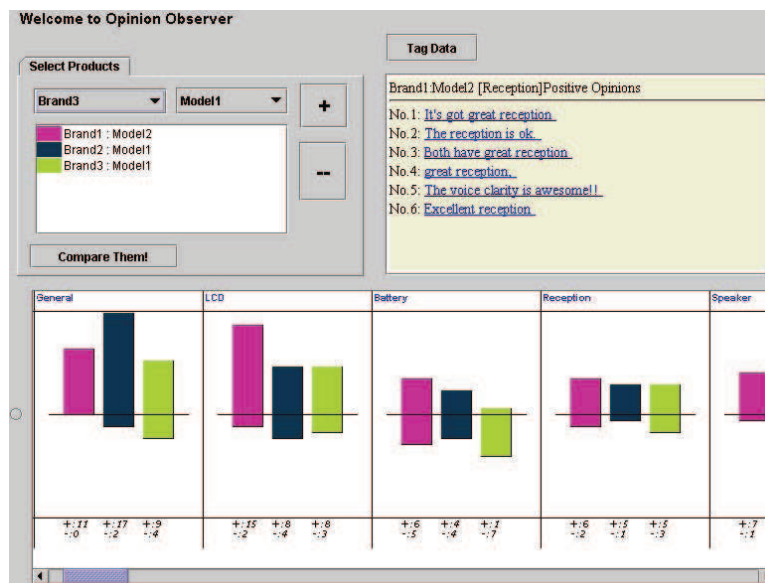 Welcome to Opinion Observer
Tag Data
Select Products
Brand3
Model1
+
Brand1 : Model2
Brand2 : Model1
Brand3 : Model1
--
Compare Them!
Brand1:Model2 [Reception]Positive Opinions
No.1: It's got great reception
No.2: The reception is ok.
No.3: Both have great reception
No.4: great reception,
No.5: The voice clarity is awesome!!
No.6: Excellent reception
General LCD Battery Reception Speaker
+:11 +:17 +:9 +:15 +:8 +:8 +:6 +:4 +:1 +:6 +:5 +:5 +:7
-:0 -:2 -:4 -:2 -:4 -:3 -:5 -:4 -:7 -:2 -:1 -:3 -:1